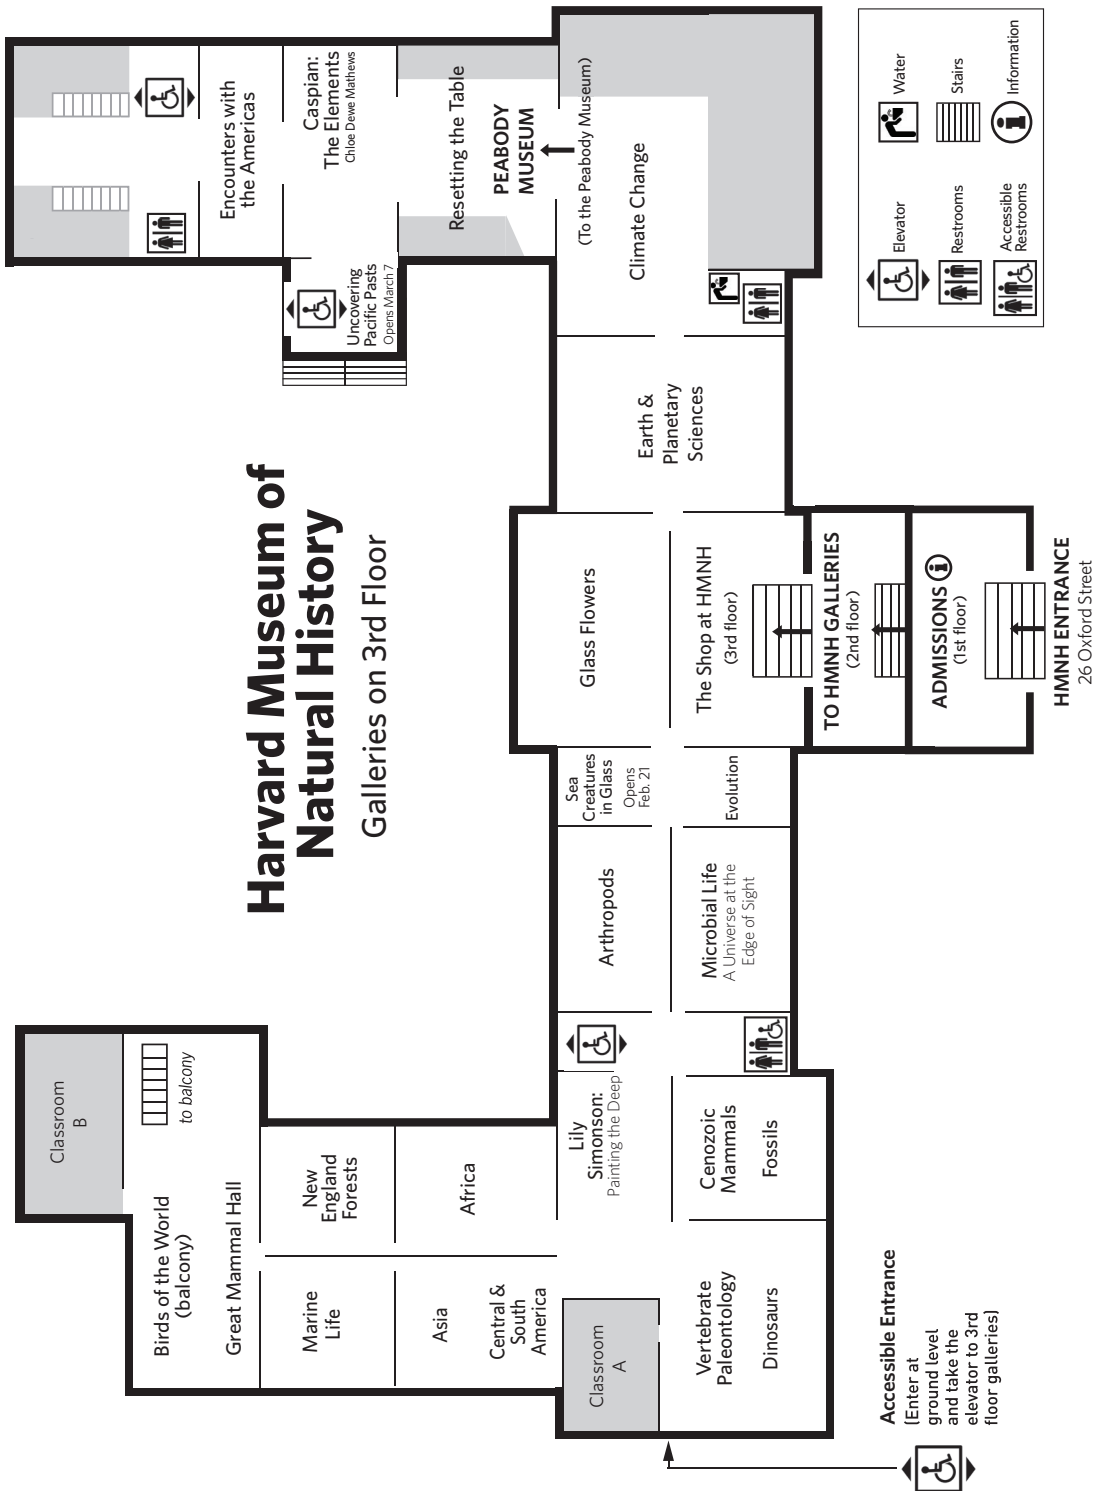 Harvard Museum of
Natural History
Galleries on 3rd Floor
Classroom
B
to balcony
Birds of the World
(balcony)
Great Mammal Hall
New
England
Forests
Marine
Life
Africa
Asia
Central &
South
America
Classroom
A
Lily
Simonson:
Painting the Deep
Cenozoic
Mammals
Fossils
Vertebrate
Paleontology
Dinosaurs
Accessible Entrance
(Enter at
ground level
and take the
elevator to 3rd
floor galleries)
Arthropods
Microbial Life
A Universe at the
Edge of Sight
Sea
Creatures
in Glass
Opens
Feb. 21
Evolution
Glass Flowers
The Shop at HMNH
(3rd floor)
TO HMNH GALLERIES
(2nd floor)
ADMISSIONS
(1st floor)
HMNH ENTRANCE
26 Oxford Street
Earth &
Planetary
Sciences
Climate Change
(To the Peabody Museum)
PEABODY
MUSEUM
Resetting the Table
Caspian:
The Elements
Chloe Dewe Mathews
Encounters with
the Americas
Uncovering
Pacific Pasts
Opens March 7
Elevator
Water
Restrooms
Stairs
Accessible
Restrooms
Information